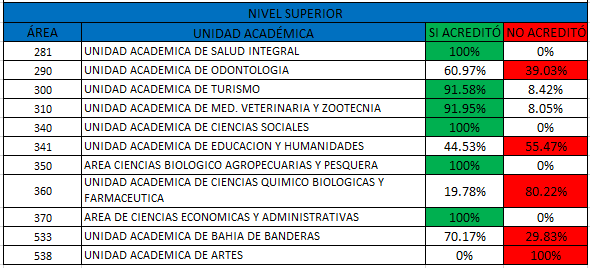 NIVEL SUPERIOR
ÁREA UNIDAD ACADÉMICA SI ACREDITÓ NO ACREDITÓ
281 UNIDAD ACADEMICA DE SALUD INTEGRAL 100% 0%
290 UNIDAD ACADEMICA DE ODONTOLOGIA 60.97% 39.03%
300 UNIDAD ACADEMICA DE TURISMO 91.58% 8.42%
310 UNIDAD ACADEMICA DE MED. VETERINARIA Y ZOOTECNIA 91.95% 8.05%
340 UNIDAD ACADEMICA DE CIENCIAS SOCIALES 100% 0%
341 UNIDAD ACADEMICA DE EDUCACION Y HUMANIDADES 44.53% 55.47%
350 AREA CIENCIAS BIOLOGICO AGROPECUARIAS Y PESQUERA 100% 0%
360 UNIDAD ACADEMICA DE CIENCIAS QUIMICO BIOLOGICAS Y
FARMACEUTICA 19.78% 80.22%
370 AREA DE CIENCIAS ECONOMICAS Y ADMINISTRATIVAS 100% 0%
533 UNIDAD ACADEMICA DE BAHIA DE BANDERAS 70.17% 29.83%
538 UNIDAD ACADEMICA DE ARTES 0% 100%